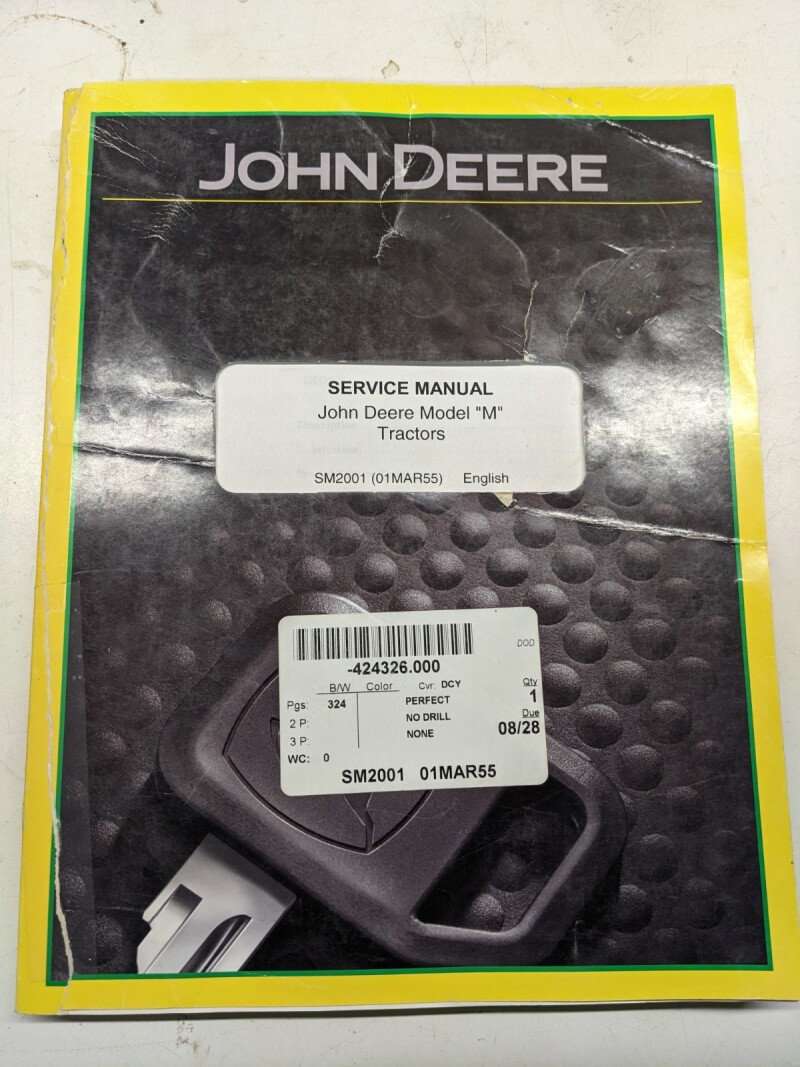 JOHN DEERE
SERVICE MANUAL
John Deere Model "M"
Tractors
SM2001 (01MAR55) English
DOD
-424326.000
B/W Color Cvr: DCY Qty
Pgs: 324 PERFECT 1
2 P: NO DRILL Due
3 P: NONE 08/28
WC: 0
SM2001 01MAR55